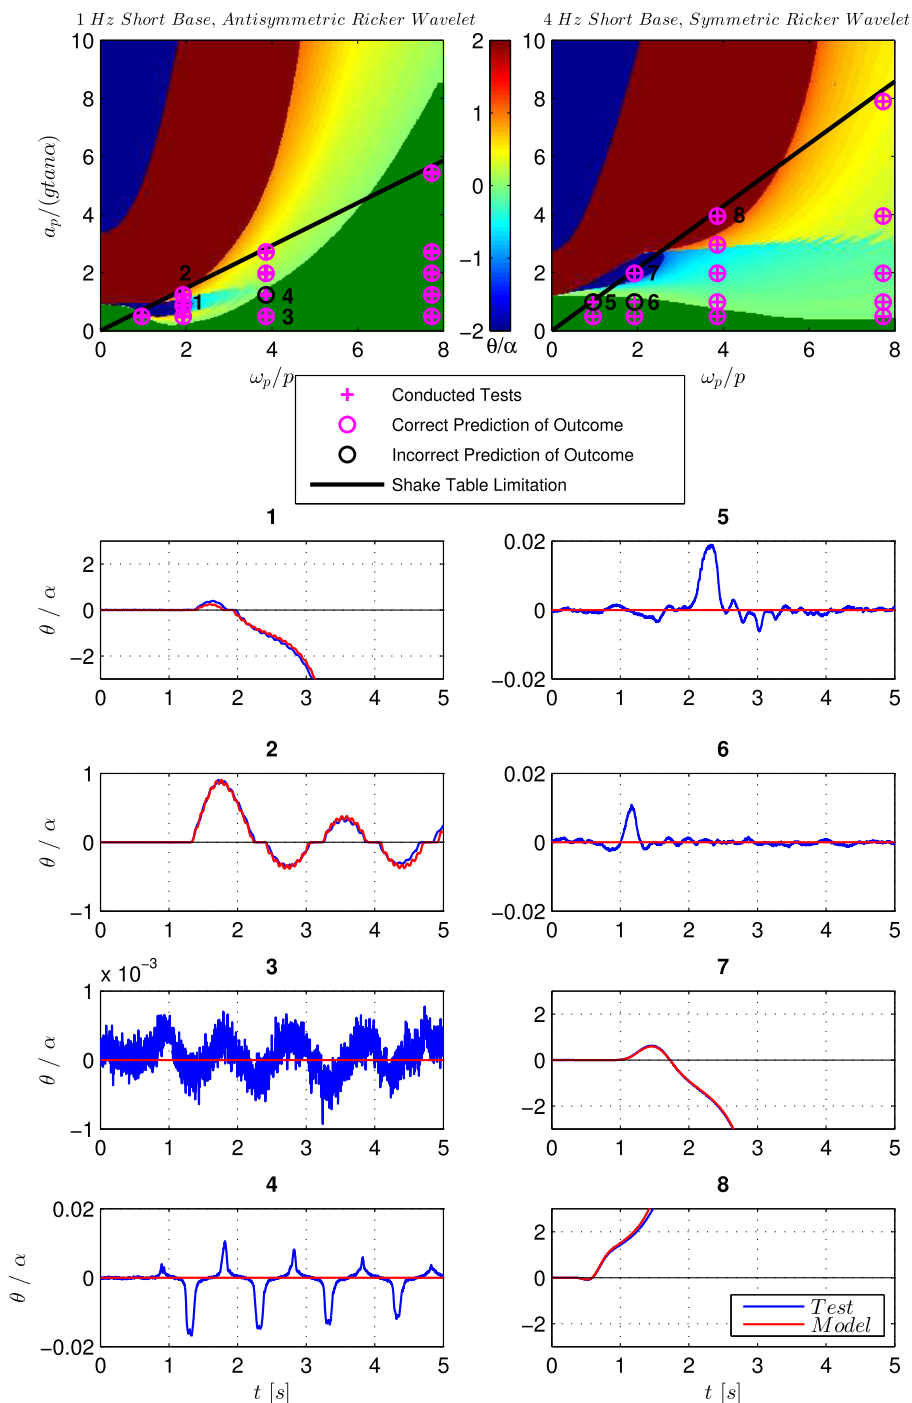 1 Hz Short Base, Antisymmetric Ricker Wavelet
4 Hz Short Base, Symmetric Ricker Wavelet
a_p/(gtanα)
10
8
6
4
2
0
0 2 4 6 8
ω_p/p
1
2
3
4
2
1
0
−1
−2
θ/α
10
8
6
4
2
0
0 2 4 6 8
ω_p/p
5
6
7
8
Conducted Tests
Correct Prediction of Outcome
Incorrect Prediction of Outcome
Shake Table Limitation
1
θ / α
2
0
−2
0 1 2 3 4 5
5
0.02
0
−0.02
0 1 2 3 4 5
2
θ / α
1
0
−1
0 1 2 3 4 5
6
0.02
0
−0.02
0 1 2 3 4 5
3
x 10⁻³
θ / α
1
0
−1
0 1 2 3 4 5
7
2
0
−2
0 1 2 3 4 5
4
θ / α
0.02
0
−0.02
0 1 2 3 4 5
t [s]
8
2
0
−2
0 1 2 3 4 5
t [s]
Test
Model